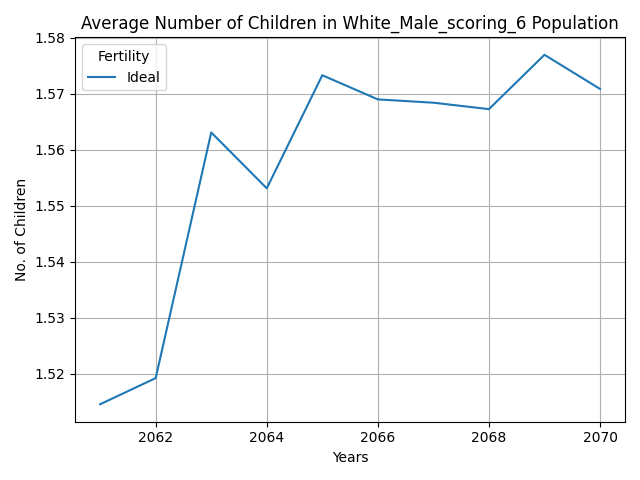 Average Number of Children in White_Male_scoring_6 Population
No. of Children
1.58
1.57
1.56
1.55
1.54
1.53
1.52
Fertility
Ideal
2062 2064 2066 2068 2070
Years